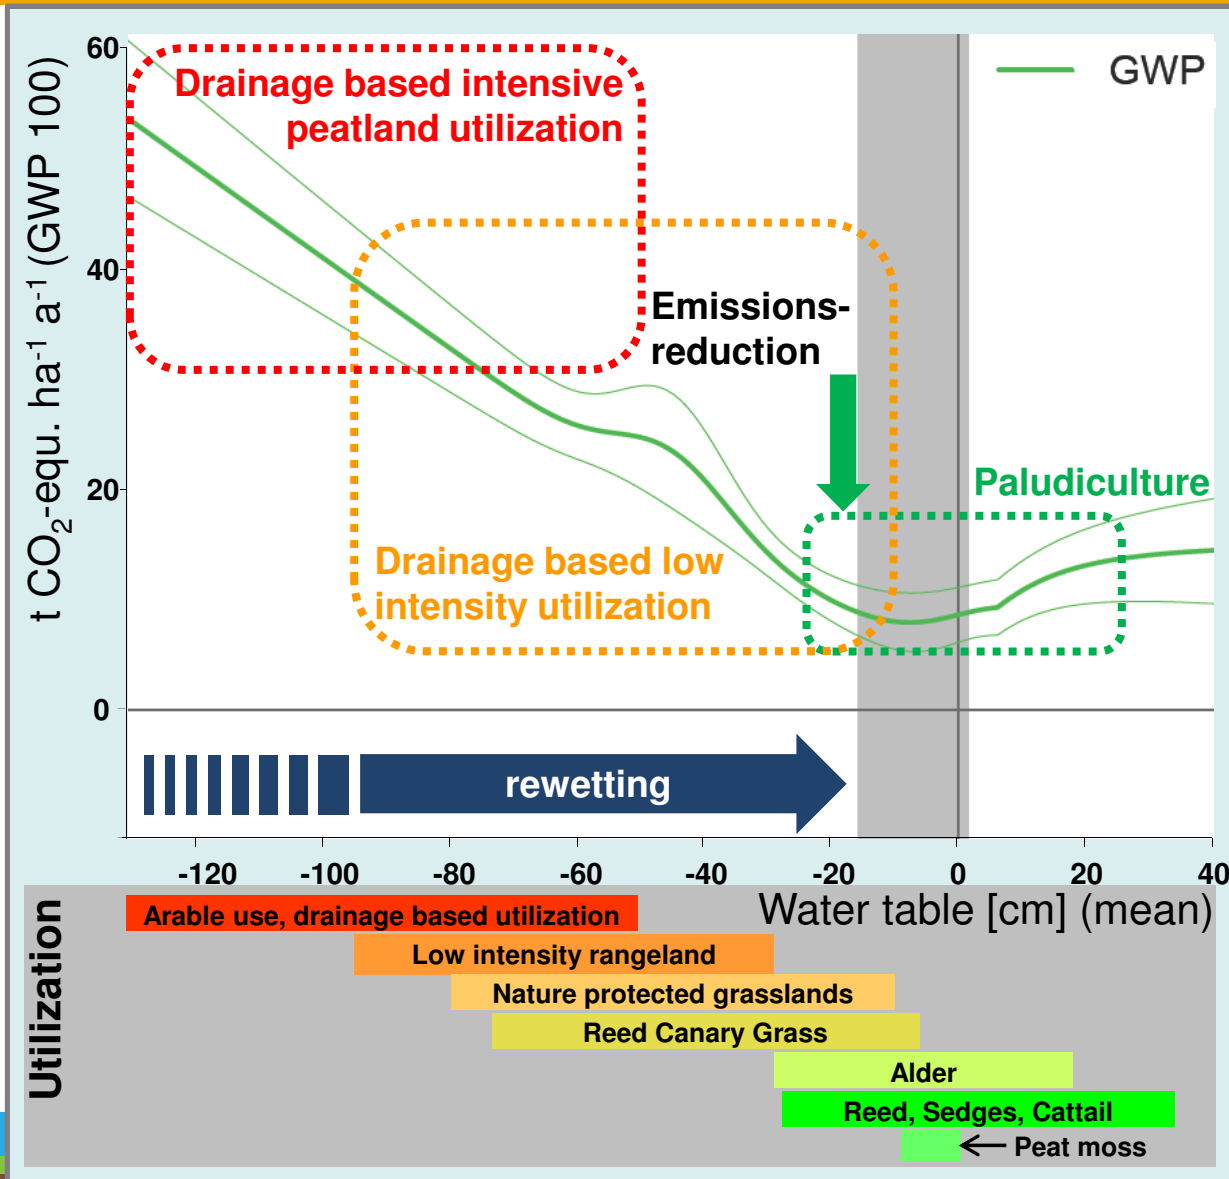 60
Drainage based intensive
peatland utilization
GWP
t CO₂-equ. ha⁻¹ a⁻¹ (GWP 100)
40
Emissions-
reduction
20
Paludiculture
Drainage based low
intensity utilization
0
rewetting
-120 -100 -80 -60 -40 -20 0 20 40
Water table [cm] (mean)
Utilization
Arable use, drainage based utilization
Low intensity rangeland
Nature protected grasslands
Reed Canary Grass
Alder
Reed, Sedges, Cattail
Peat moss